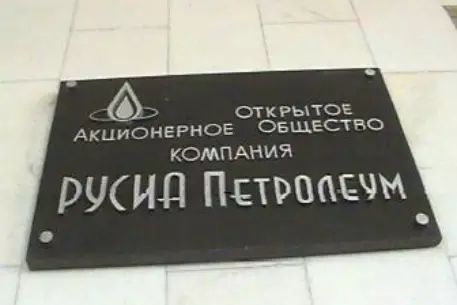 ОТКРЫТОЕ
АКЦИОНЕРНОЕ ОБЩЕСТВО
КОМПАНИЯ
РУСИА ПЕТРОЛЕУМ